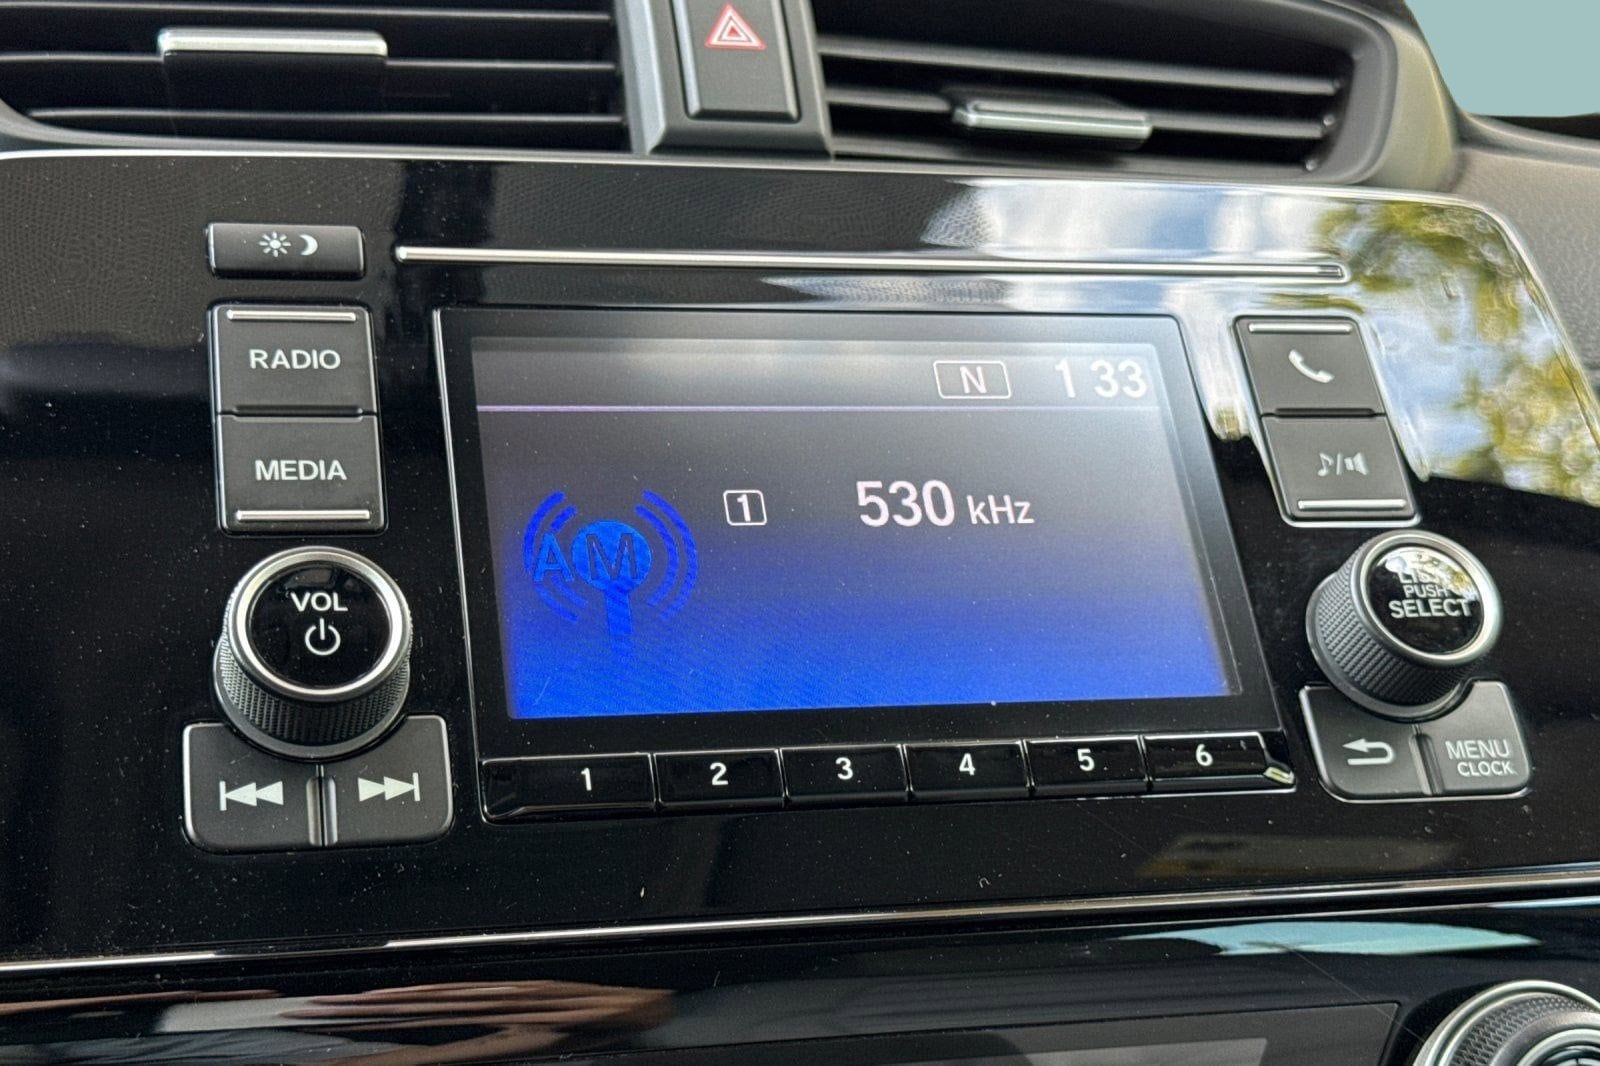 N 1 33
RADIO
MEDIA
1 530 kHz
AM
VOL
PUSH
SELECT
1 2 3 4 5 6
MENU
CLOCK